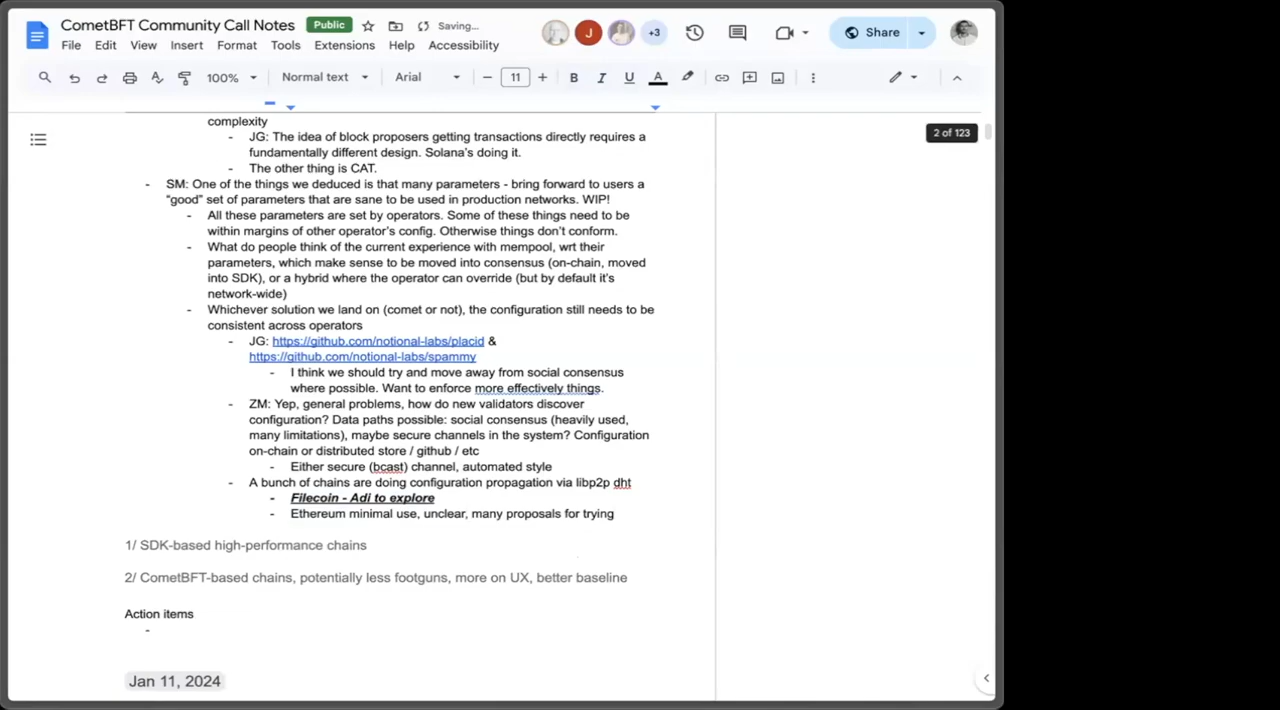 CometBFT Community Call Notes Public Saving...
File Edit View Insert Format Tools Extensions Help Accessibility
J +3 Share
100% Normal text Arial 11 B I U A
2 of 123
complexity
- JG: The idea of block proposers getting transactions directly requires a
fundamentally different design. Solana's doing it.
- The other thing is CAT.
- SM: One of the things we deduced is that many parameters - bring forward to users a
"good" set of parameters that are sane to be used in production networks. WIP!
- All these parameters are set by operators. Some of these things need to be
within margins of other operator's config. Otherwise things don't conform.
- What do people think of the current experience with mempool, wrt their
parameters, which make sense to be moved into consensus (on-chain, moved
into SDK), or a hybrid where the operator can override (but by default it's
network-wide)
- Whichever solution we land on (comet or not), the configuration still needs to be
consistent across operators
- JG: https://github.com/notional-labs/placid &
https://github.com/notional-labs/spammy
- I think we should try and move away from social consensus
where possible. Want to enforce more effectively things.
- ZM: Yep, general problems, how do new validators discover
configuration? Data paths possible: social consensus (heavily used,
many limitations), maybe secure channels in the system? Configuration
on-chain or distributed store / github / etc
- Either secure (bcast) channel, automated style
- A bunch of chains are doing configuration propagation via libp2p dht
- Filecoin - Adi to explore
- Ethereum minimal use, unclear, many proposals for trying
1/ SDK-based high-performance chains
2/ CometBFT-based chains, potentially less footguns, more on UX, better baseline
Action items
-
Jan 11, 2024